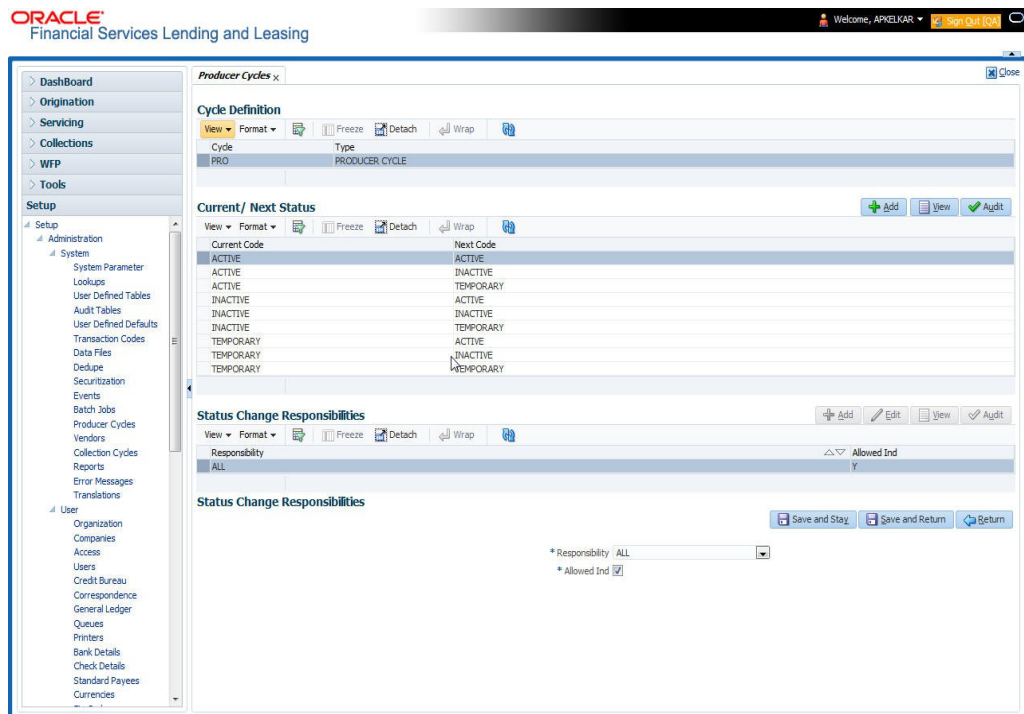 ORACLE®
Financial Services Lending and Leasing
Welcome, APKELKAR
Sign Out [QA]
Close
DashBoard
Origination
Servicing
Collections
WFP
Tools
Setup
Setup
Administration
System
System Parameter
Lookups
User Defined Tables
Audit Tables
User Defined Defaults
Transaction Codes
Data Files
Dedupe
Securitization
Events
Batch Jobs
Producer Cycles
Vendors
Collection Cycles
Reports
Error Messages
Translations
User
Organization
Companies
Access
Users
Credit Bureau
Correspondence
General Ledger
Queues
Printers
Bank Details
Check Details
Standard Payees
Currencies
Producer Cycles x
Cycle Definition
View Format Freeze Detach Wrap
Cycle Type
PRO PRODUCER CYCLE
Current/ Next Status
Add View Audit
View Format Freeze Detach Wrap
Current Code Next Code
ACTIVE ACTIVE
ACTIVE INACTIVE
ACTIVE TEMPORARY
INACTIVE ACTIVE
INACTIVE INACTIVE
INACTIVE TEMPORARY
TEMPORARY ACTIVE
TEMPORARY INACTIVE
TEMPORARY TEMPORARY
Status Change Responsibilities
Add Edit View Audit
View Format Freeze Detach Wrap
Responsibility Allowed Ind
ALL Y
Status Change Responsibilities
Save and Stay Save and Return Return
* Responsibility ALL
* Allowed Ind